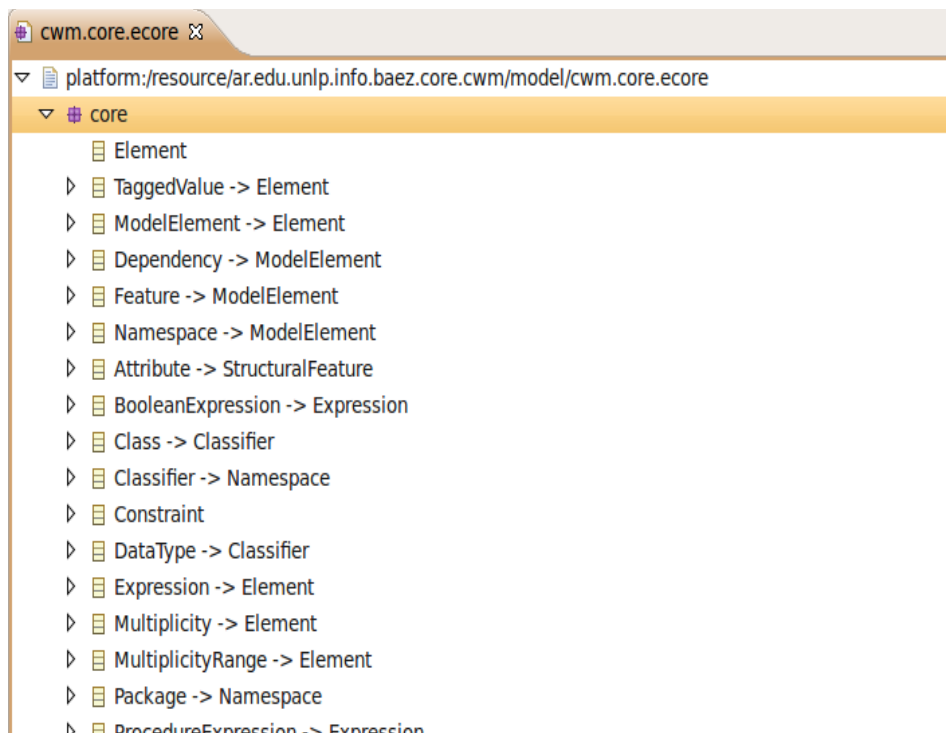 cwm.core.ecore
platform:/resource/ar.edu.unlp.info.baez.core.cwm/model/cwm.core.ecore
core
Element
TaggedValue -> Element
ModelElement -> Element
Dependency -> ModelElement
Feature -> ModelElement
Namespace -> ModelElement
Attribute -> StructuralFeature
BooleanExpression -> Expression
Class -> Classifier
Classifier -> Namespace
Constraint
DataType -> Classifier
Expression -> Element
Multiplicity -> Element
MultiplicityRange -> Element
Package -> Namespace
ProcedureExpression -> Expression